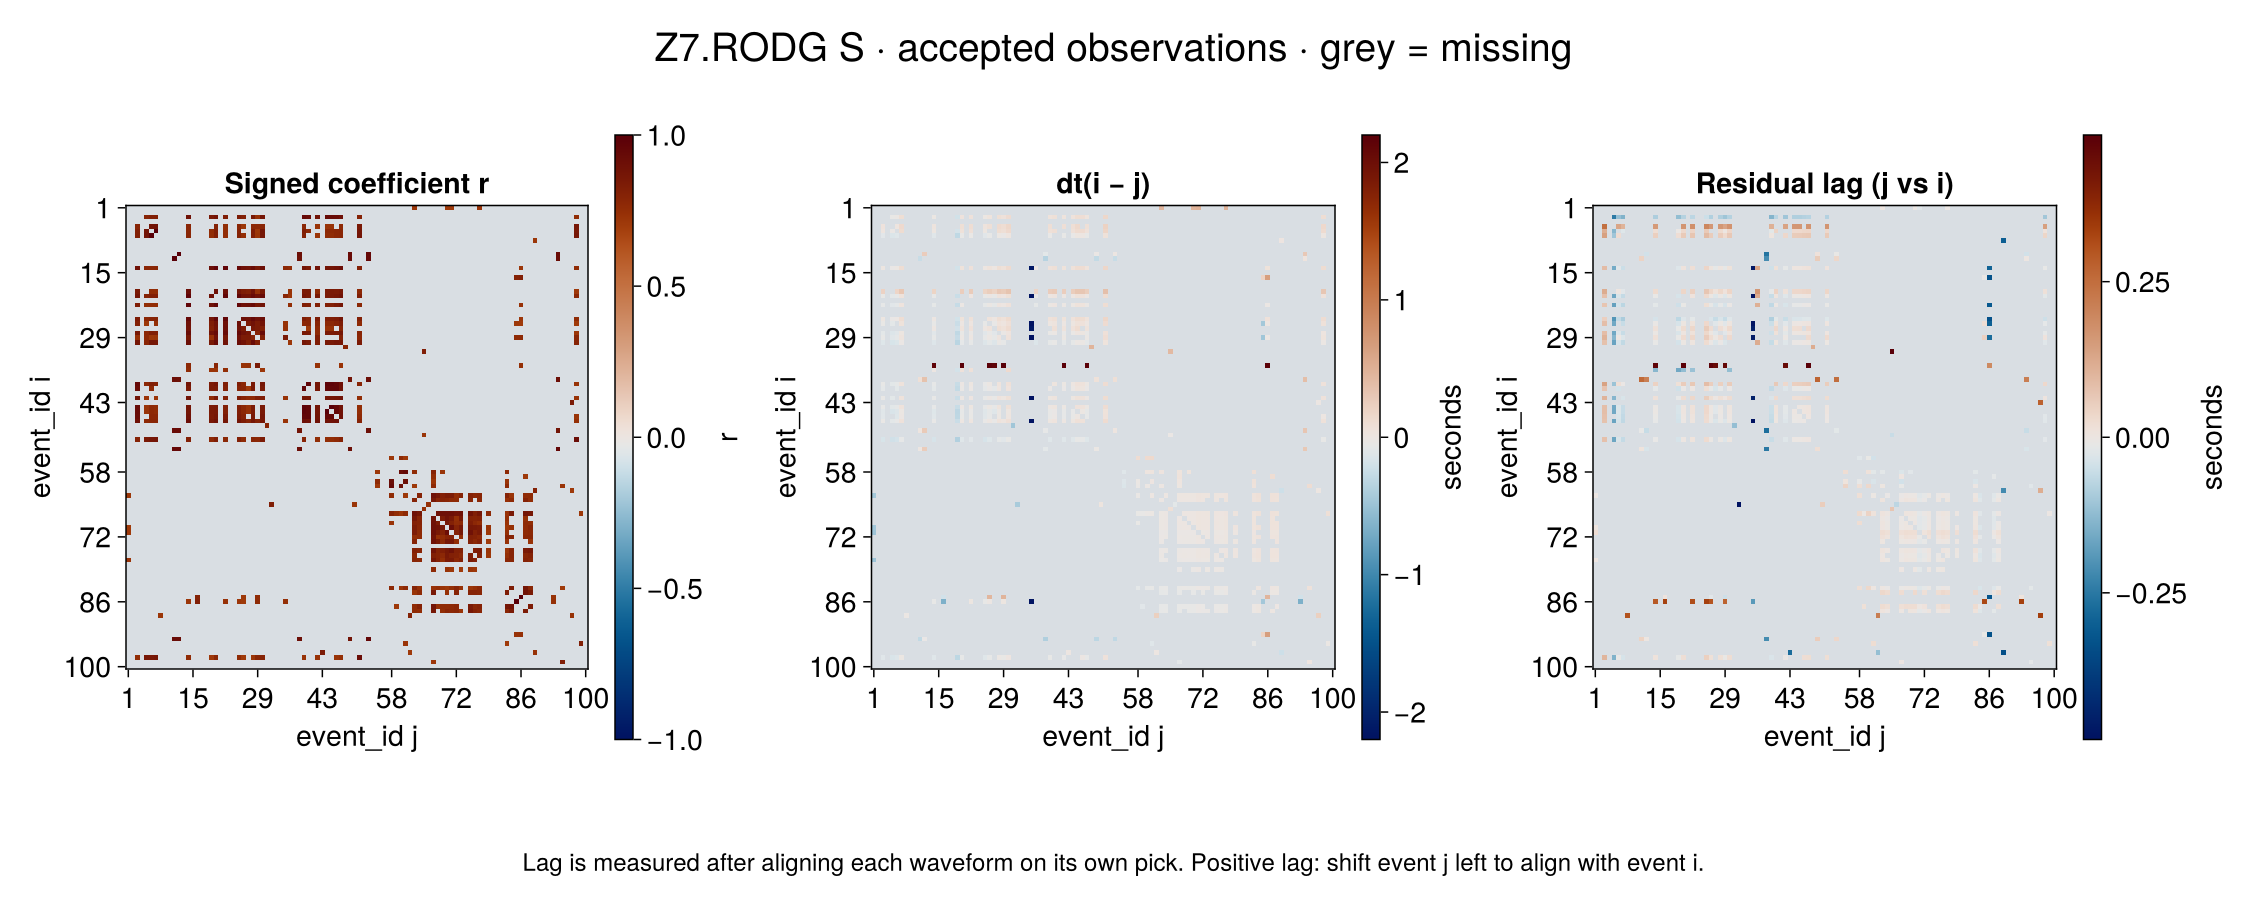 Z7.RODG S · accepted observations · grey = missing
Signed coefficient r
1
15
29
43
58
72
86
100
event_id i
1 15 29 43 58 72 86 100
event_id j
1.0
0.5
0.0
−0.5
−1.0
r
dt(i − j)
1
15
29
43
58
72
86
100
event_id i
1 15 29 43 58 72 86 100
event_id j
2
1
0
−1
−2
seconds
Residual lag (j vs i)
1
15
29
43
58
72
86
100
event_id i
1 15 29 43 58 72 86 100
event_id j
0.25
0.00
−0.25
seconds
Lag is measured after aligning each waveform on its own pick. Positive lag: shift event j left to align with event i.